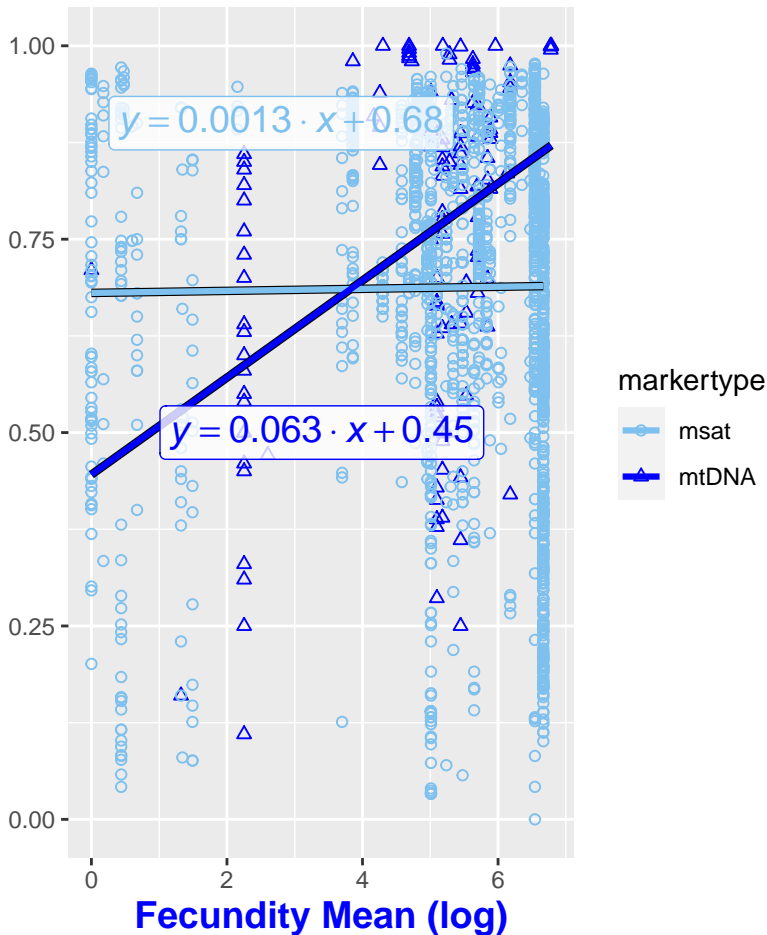 1.00
0.75
0.50
0.25
0.00
y = 0.0013 · x + 0.68
y = 0.063 · x + 0.45
0 2 4 6
Fecundity Mean (log)
markertype
msat
mtDNA